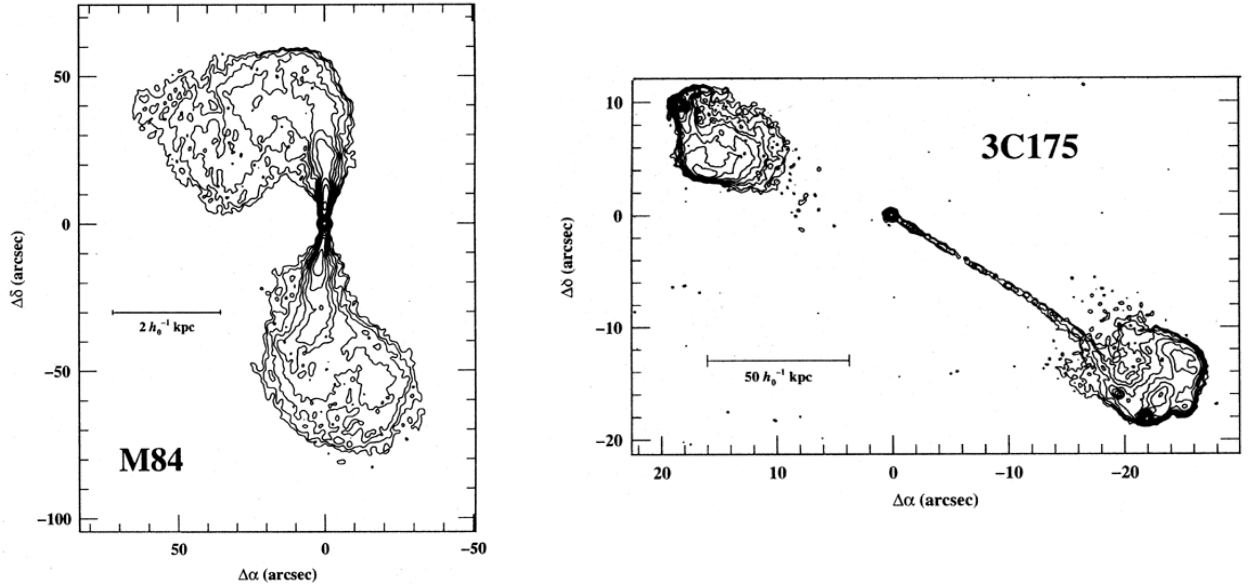 50
0
−50
−100
Δδ (arcsec)
2 h₀⁻¹ kpc
M84
50
0
−50
Δα (arcsec)
10
0
−10
−20
Δδ (arcsec)
3C175
50 h₀⁻¹ kpc
20
10
0
−10
−20
Δα (arcsec)